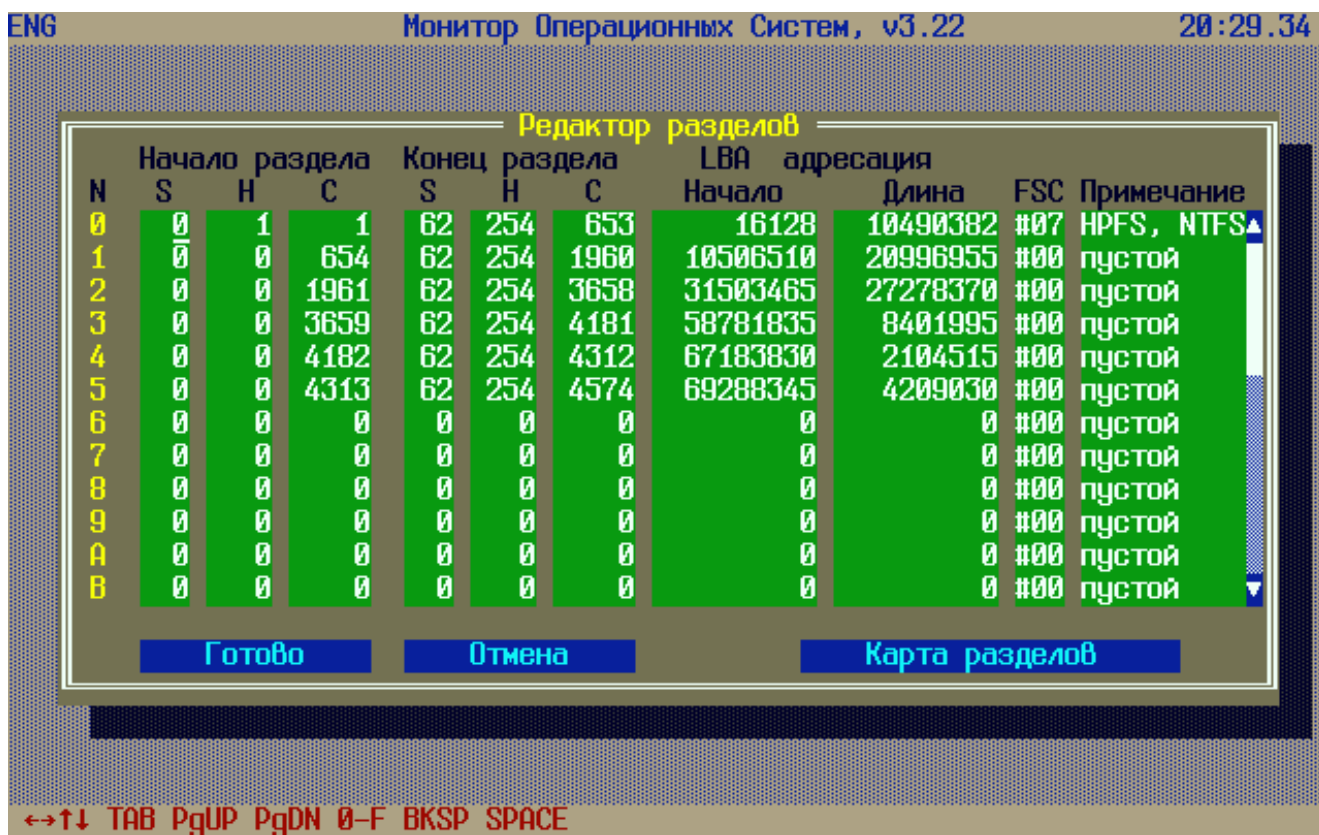 ENG Монитор Операционных Систем, v3.22 20:29.34
Редактор разделов
Начало раздела Конец раздела LBA адресация
N S H C S H C Начало Длина FSC Примечание
0 0 1 1 62 254 653 16128 10490382 #07 HPFS, NTFS
1 0 0 654 62 254 1960 10506510 20996955 #00 пустой
2 0 0 1961 62 254 3658 31503465 27278370 #00 пустой
3 0 0 3659 62 254 4181 58781835 8401995 #00 пустой
4 0 0 4182 62 254 4312 67183830 2104515 #00 пустой
5 0 0 4313 62 254 4574 69288345 4209030 #00 пустой
6 0 0 0 0 0 0 0 0 #00 пустой
7 0 0 0 0 0 0 0 0 #00 пустой
8 0 0 0 0 0 0 0 0 #00 пустой
9 0 0 0 0 0 0 0 0 #00 пустой
A 0 0 0 0 0 0 0 0 #00 пустой
B 0 0 0 0 0 0 0 0 #00 пустой
Готово Отмена Карта разделов
←→↑↓ TAB PgUP PgDN 0-F BKSP SPACE